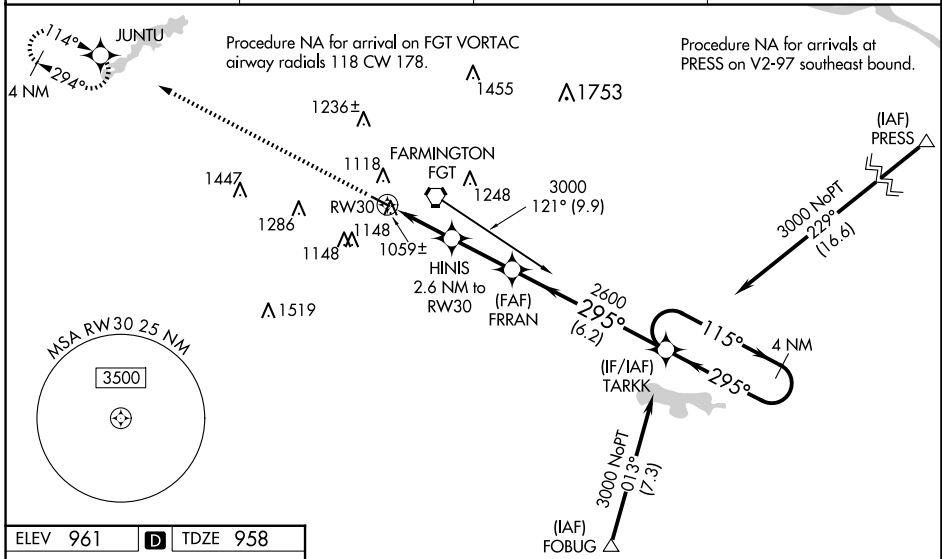 114°
JUNTU
294°
4 NM
Procedure NA for arrival on FGT VORTAC
airway radials 118 CW 178.
Procedure NA for arrivals at
PRESS on V2-97 southeast bound.
1455
1753
1236±
(IAF)
PRESS
1118
FARMINGTON
FGT
1447
1248
3000
121° (9.9)
RW30
3000 NoPT
229°
(16.6)
1286
1148
1148
1059±
HINIS
2.6 NM to
RW30
(FAF)
FRRAN
2600
295°
(6.2)
1519
115°
4 NM
(IF/IAF)
TARKK
295°
MSA RW30 25 NM
3500
3000 NoPT
013°
(7.3)
(IAF)
FOBUG
ELEV 961 D TDZE 958